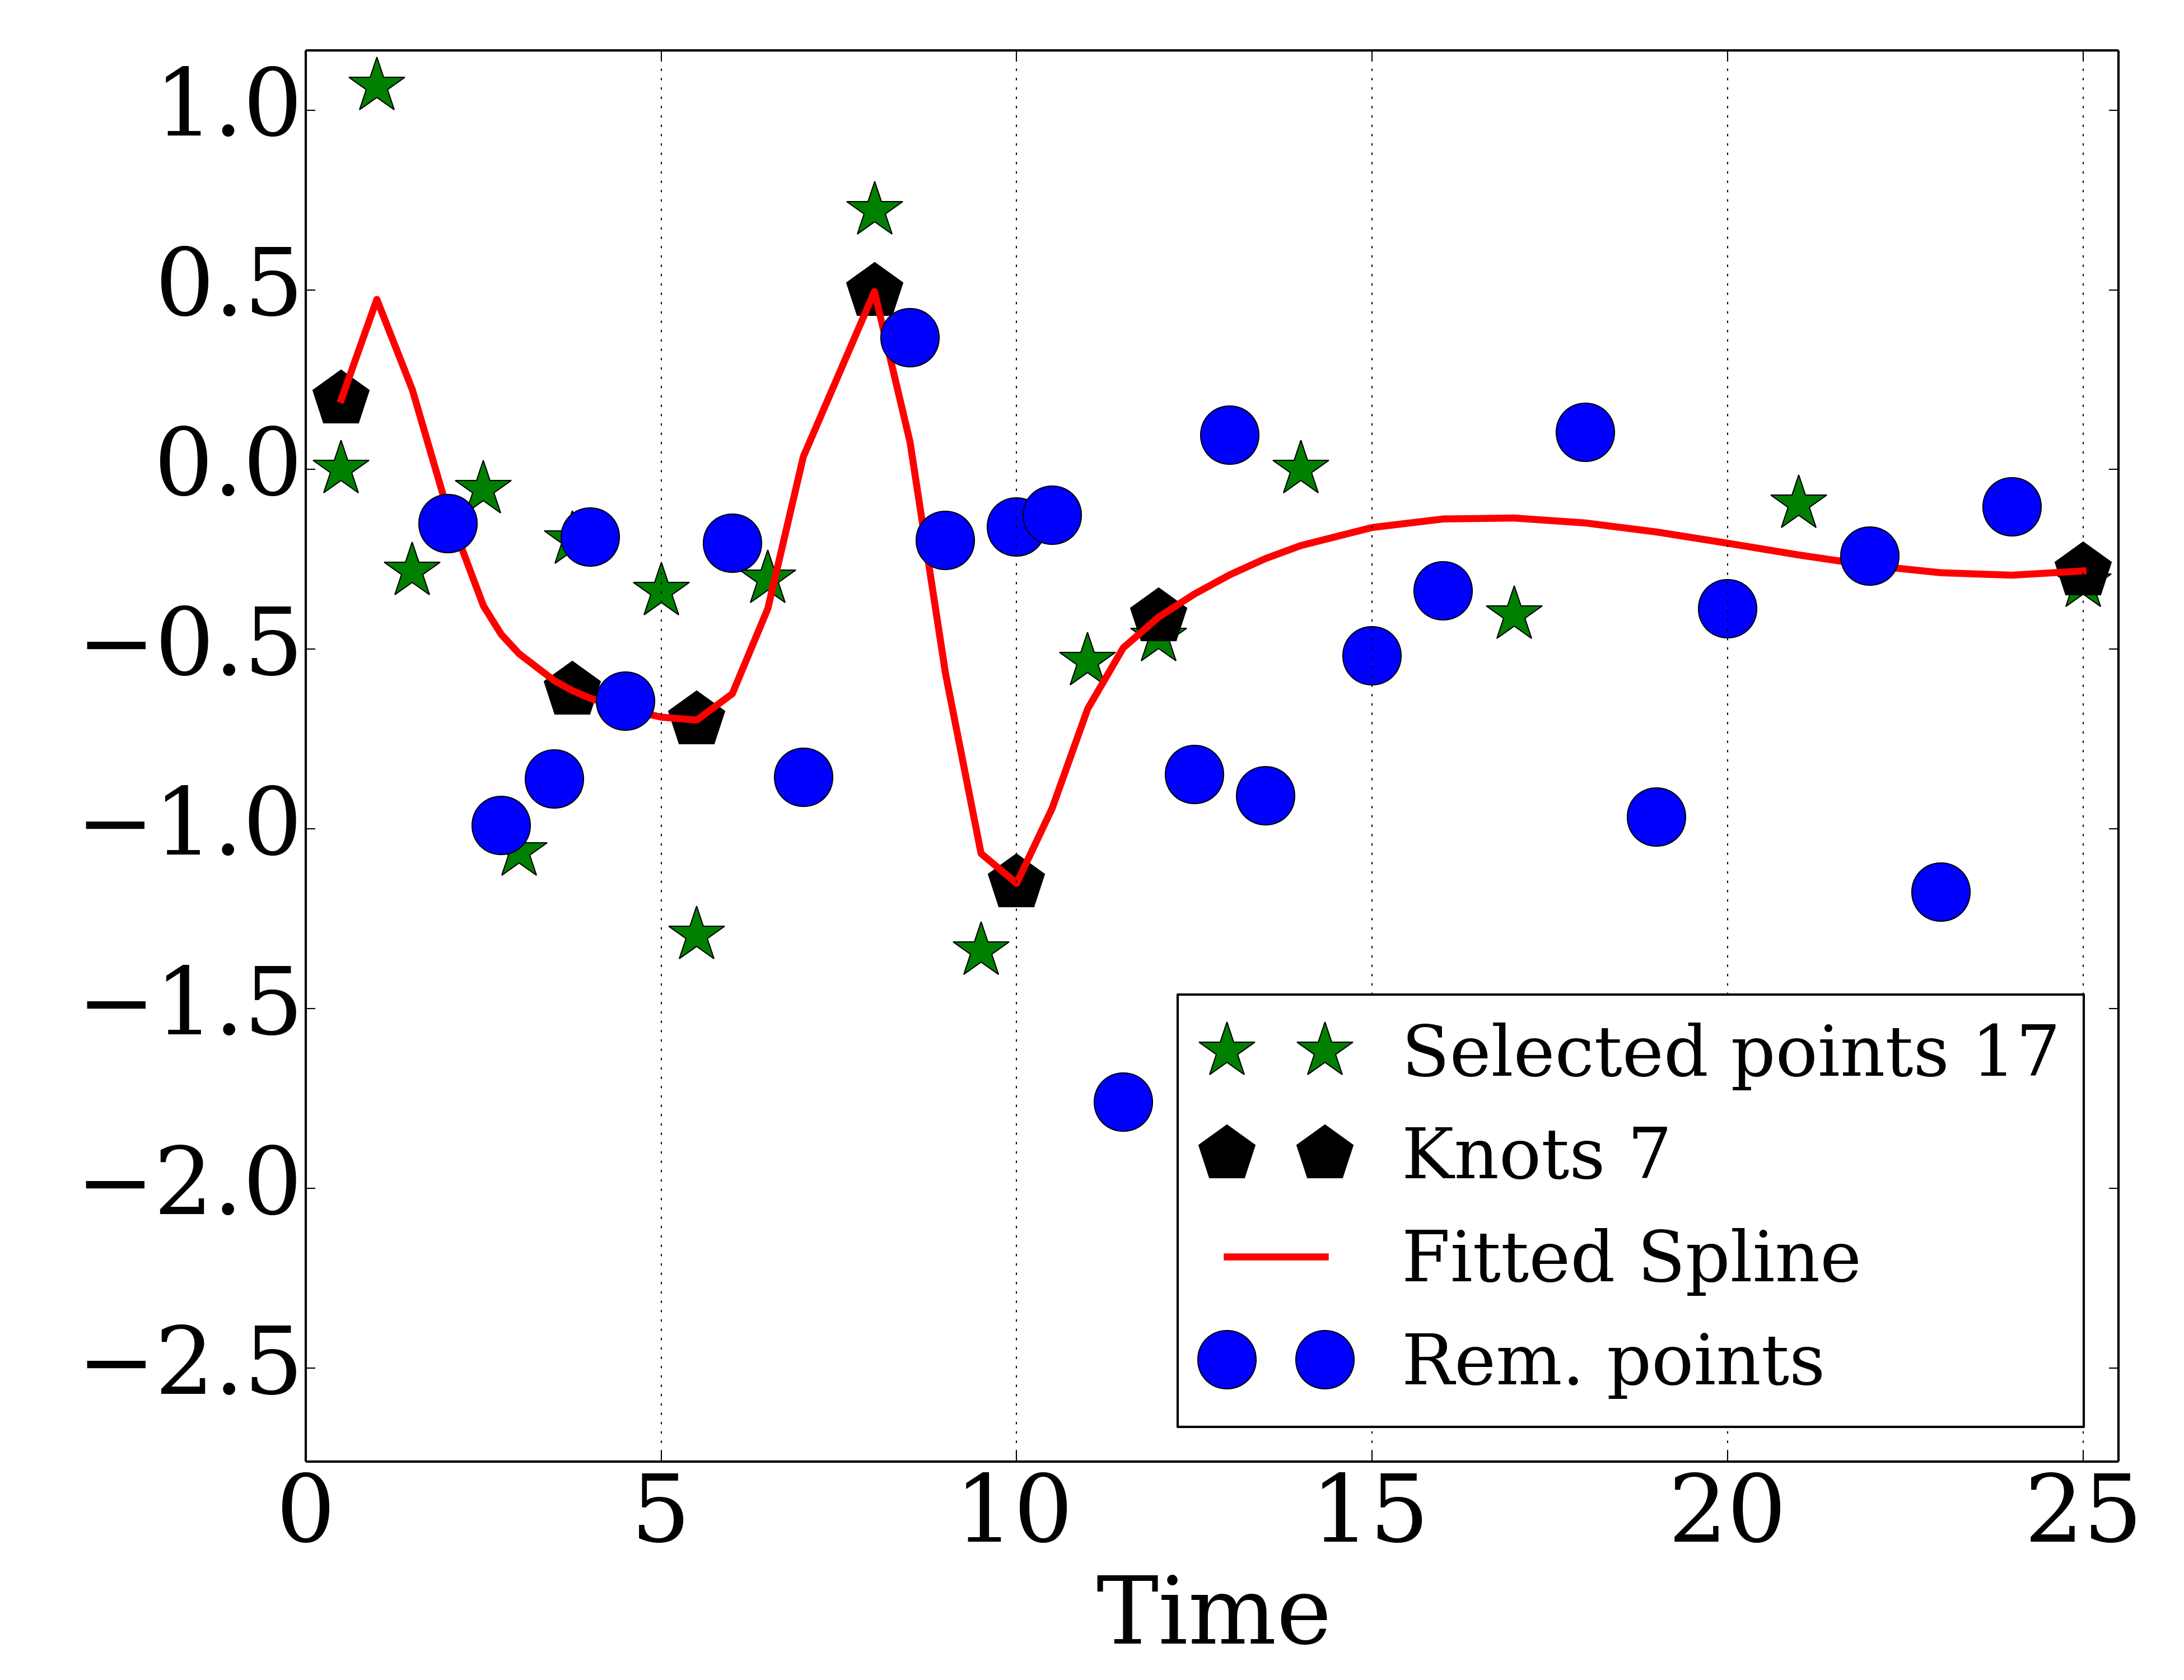 1.0
0.5
0.0
−0.5
−1.0
−1.5
−2.0
−2.5
Selected points 17
Knots 7
Fitted Spline
Rem. points
0 5 10 15 20 25
Time